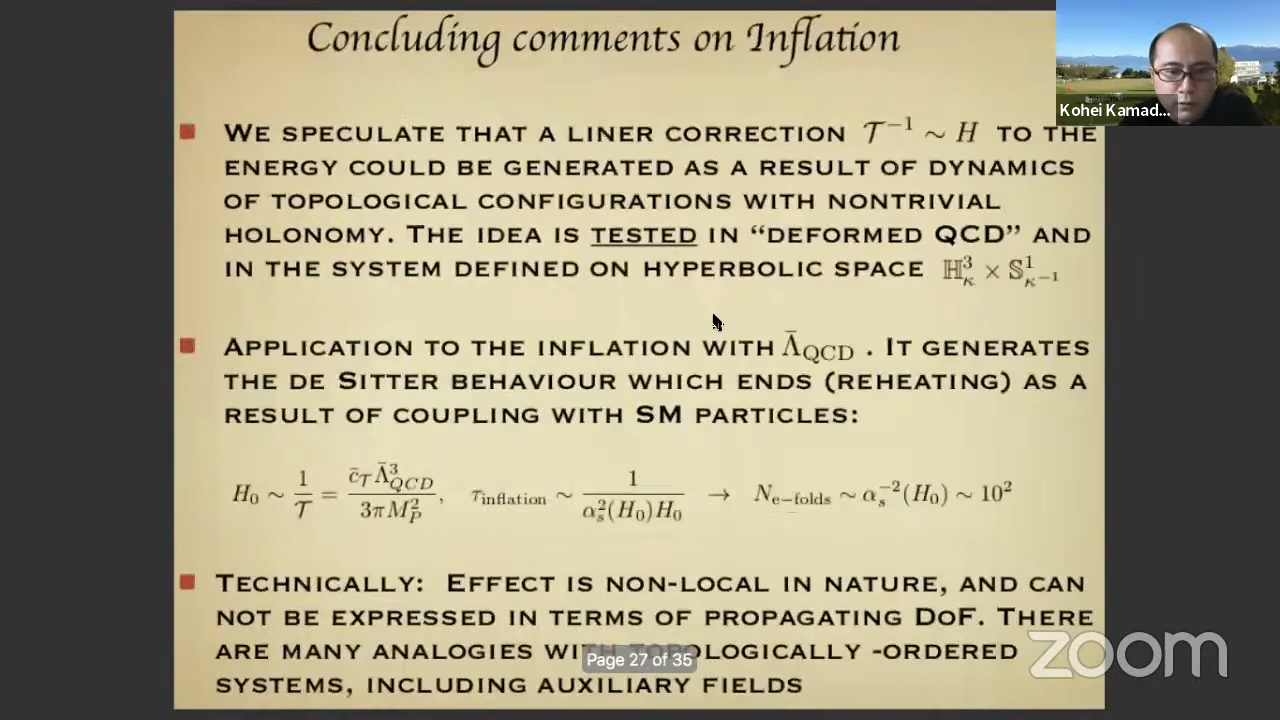 Concluding comments on Inflation
Kohei Kamad...
We speculate that a liner correction 𝒯⁻¹ ∼ H to the
energy could be generated as a result of dynamics
of topological configurations with nontrivial
holonomy. The idea is tested in “deformed QCD” and
in the system defined on hyperbolic space ℍ³_κ × 𝕊¹_κ⁻¹
Application to the inflation with Λ̄_QCD . It generates
the de Sitter behaviour which ends (reheating) as a
result of coupling with SM particles:
H₀ ∼ 1/𝒯 = c̄_𝒯 Λ̄³_QCD / 3πM²_P, τ_inflation ∼ 1 / α²_s(H₀)H₀ → N_e−folds ∼ α_s⁻²(H₀) ∼ 10²
Technically: Effect is non-local in nature, and can
not be expressed in terms of propagating DoF. There
are many analogies with topologically -ordered
systems, including auxiliary fields
Page 27 of 35
zoom